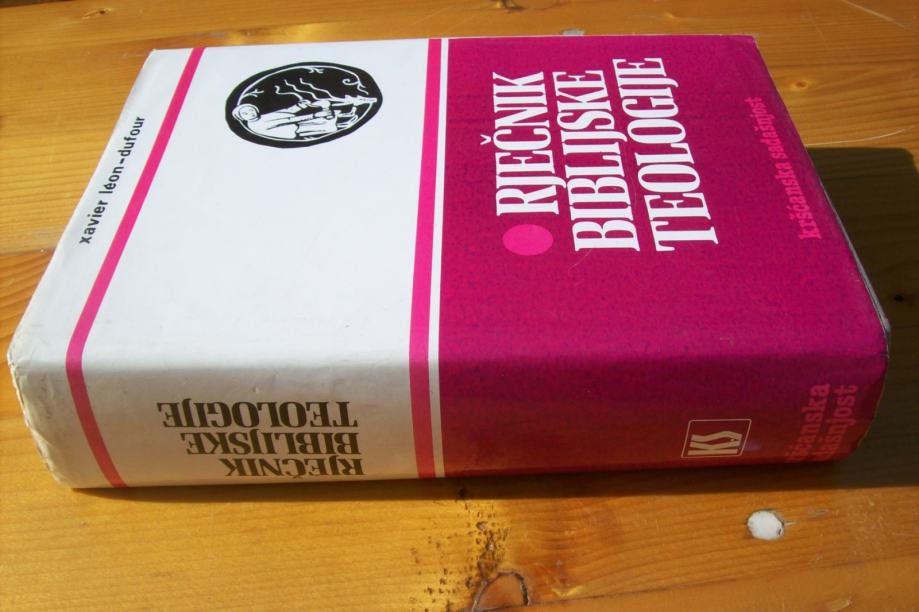 xavier léon-dufour
RJEČNIK
BIBLIJSKE
TEOLOGIJE
kršćanska sadašnjost
RJEČNIK
BIBLIJSKE
TEOLOGIJE
KS
kršćanska
sadašnjost